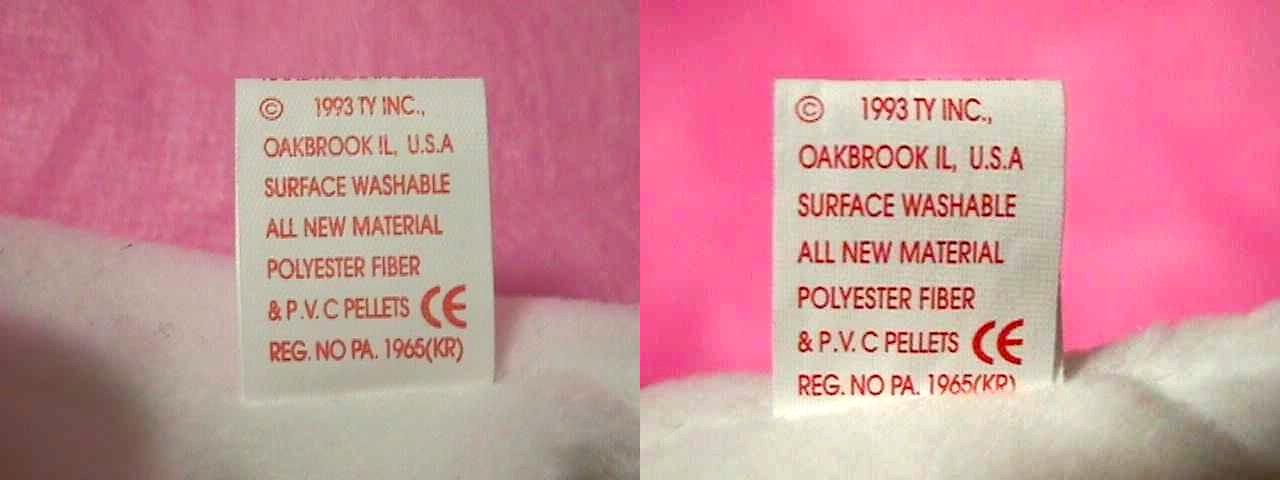 © 1993 TY INC.,
OAKBROOK IL, U.S.A
SURFACE WASHABLE
ALL NEW MATERIAL
POLYESTER FIBER
& P.V. C PELLETS CE
REG. NO PA. 1965(KR)
© 1993 TY INC.,
OAKBROOK IL, U.S.A
SURFACE WASHABLE
ALL NEW MATERIAL
POLYESTER FIBER
& P.V. C PELLETS CE
REG. NO PA. 1965(KR)